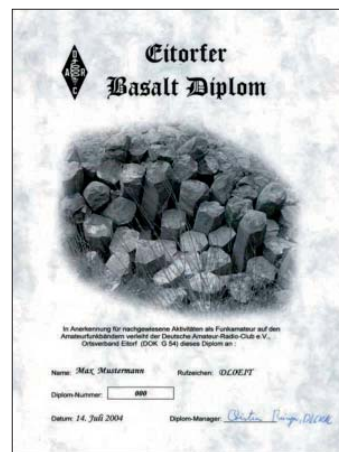 D
A R
C
Eitorfer
Basalt Diplom
In Anerkennung für nachgewiesene Aktivitäten als Funkamateur auf den
Amateurfunkbändern verleiht der Deutsche Amateur-Radio-Club e.V.,
Ortsverband Eitorf (DOK G 54) dieses Diplom an :
Name: Max Mustermann Rufzeichen: DL0EIT
Diplom-Nummer: 000
Datum: 14. Juli 2004 Diplom-Manager: